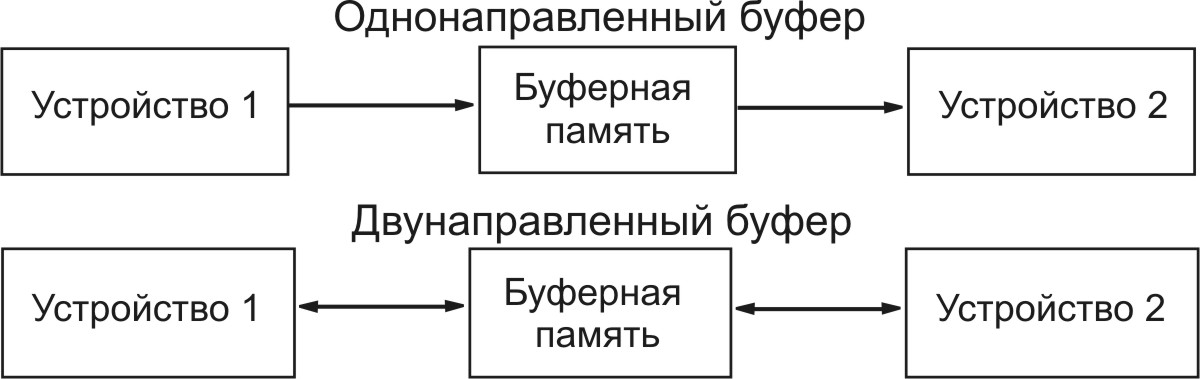 Однонаправленный буфер
Устройство 1
Буферная
память
Устройство 2
Двунаправленный буфер
Устройство 1
Буферная
память
Устройство 2